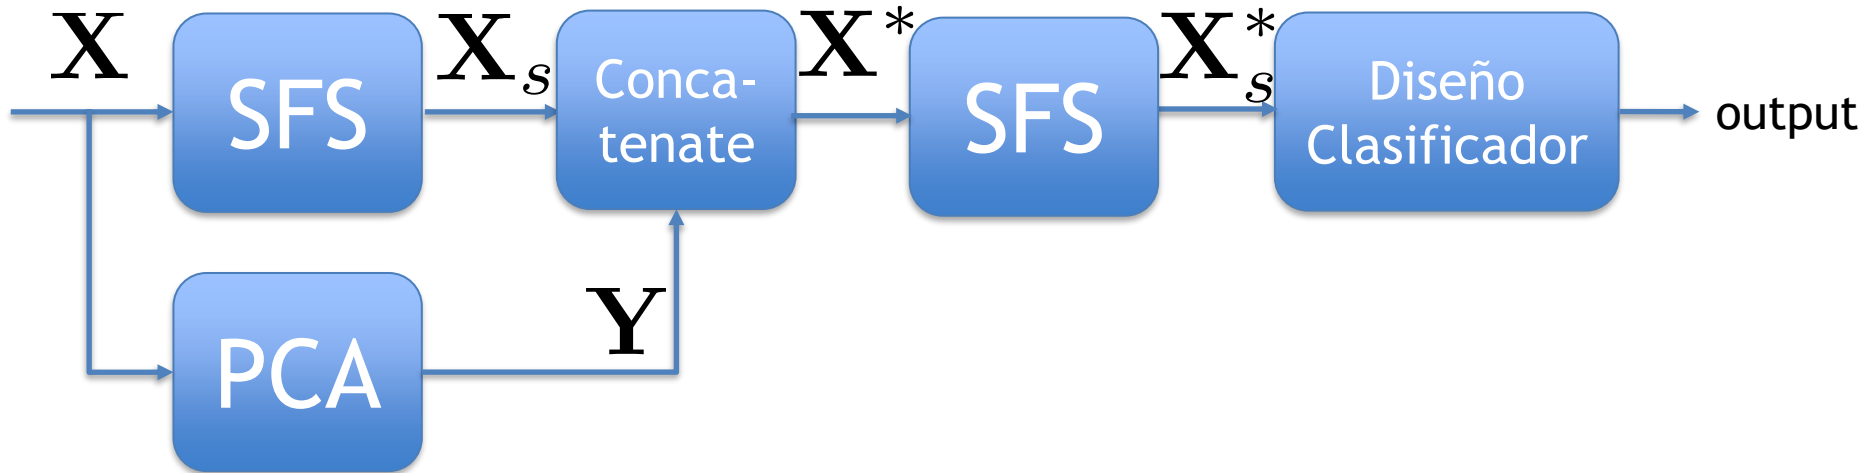 X
SFS
X_s
Conca-
tenate
X*
SFS
X*_s
Diseño
Clasificador
output
PCA
Y